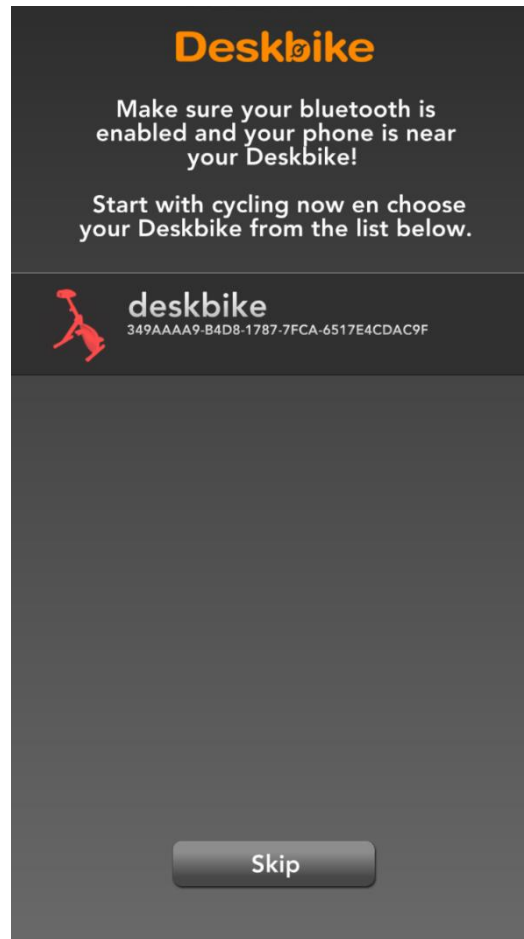 Deskbike
Make sure your bluetooth is
enabled and your phone is near
your Deskbike!
Start with cycling now en choose
your Deskbike from the list below.
deskbike
349AAAA9-B4D8-1787-7FCA-6517E4CDAC9F
Skip